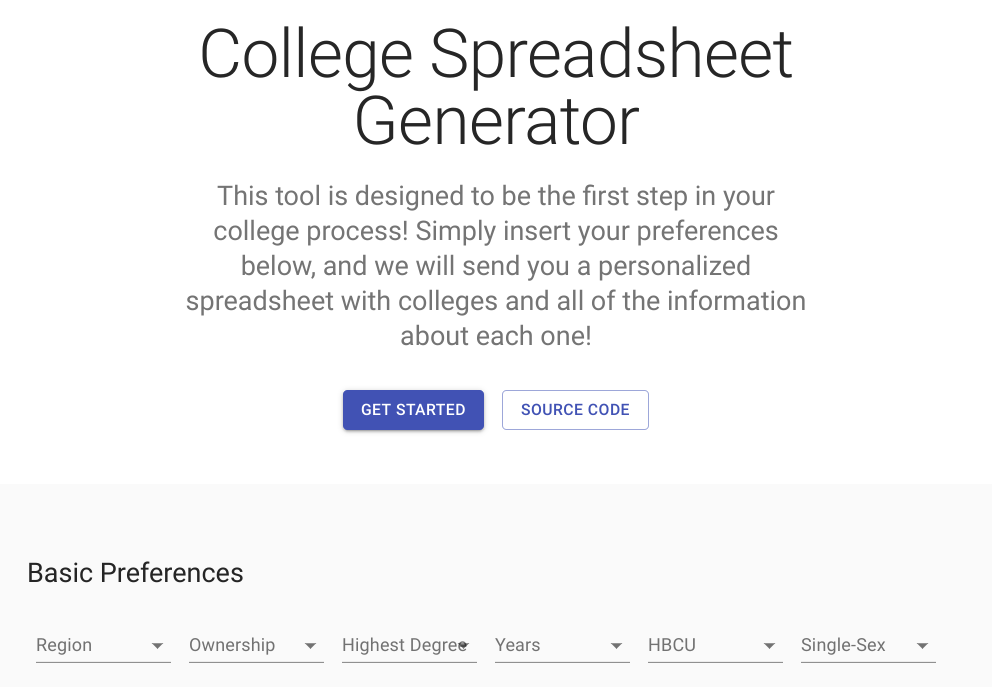 College Spreadsheet
Generator
This tool is designed to be the first step in your
college process! Simply insert your preferences
below, and we will send you a personalized
spreadsheet with colleges and all of the information
about each one!
GET STARTED SOURCE CODE
Basic Preferences
Region Ownership Highest Degree Years HBCU Single-Sex